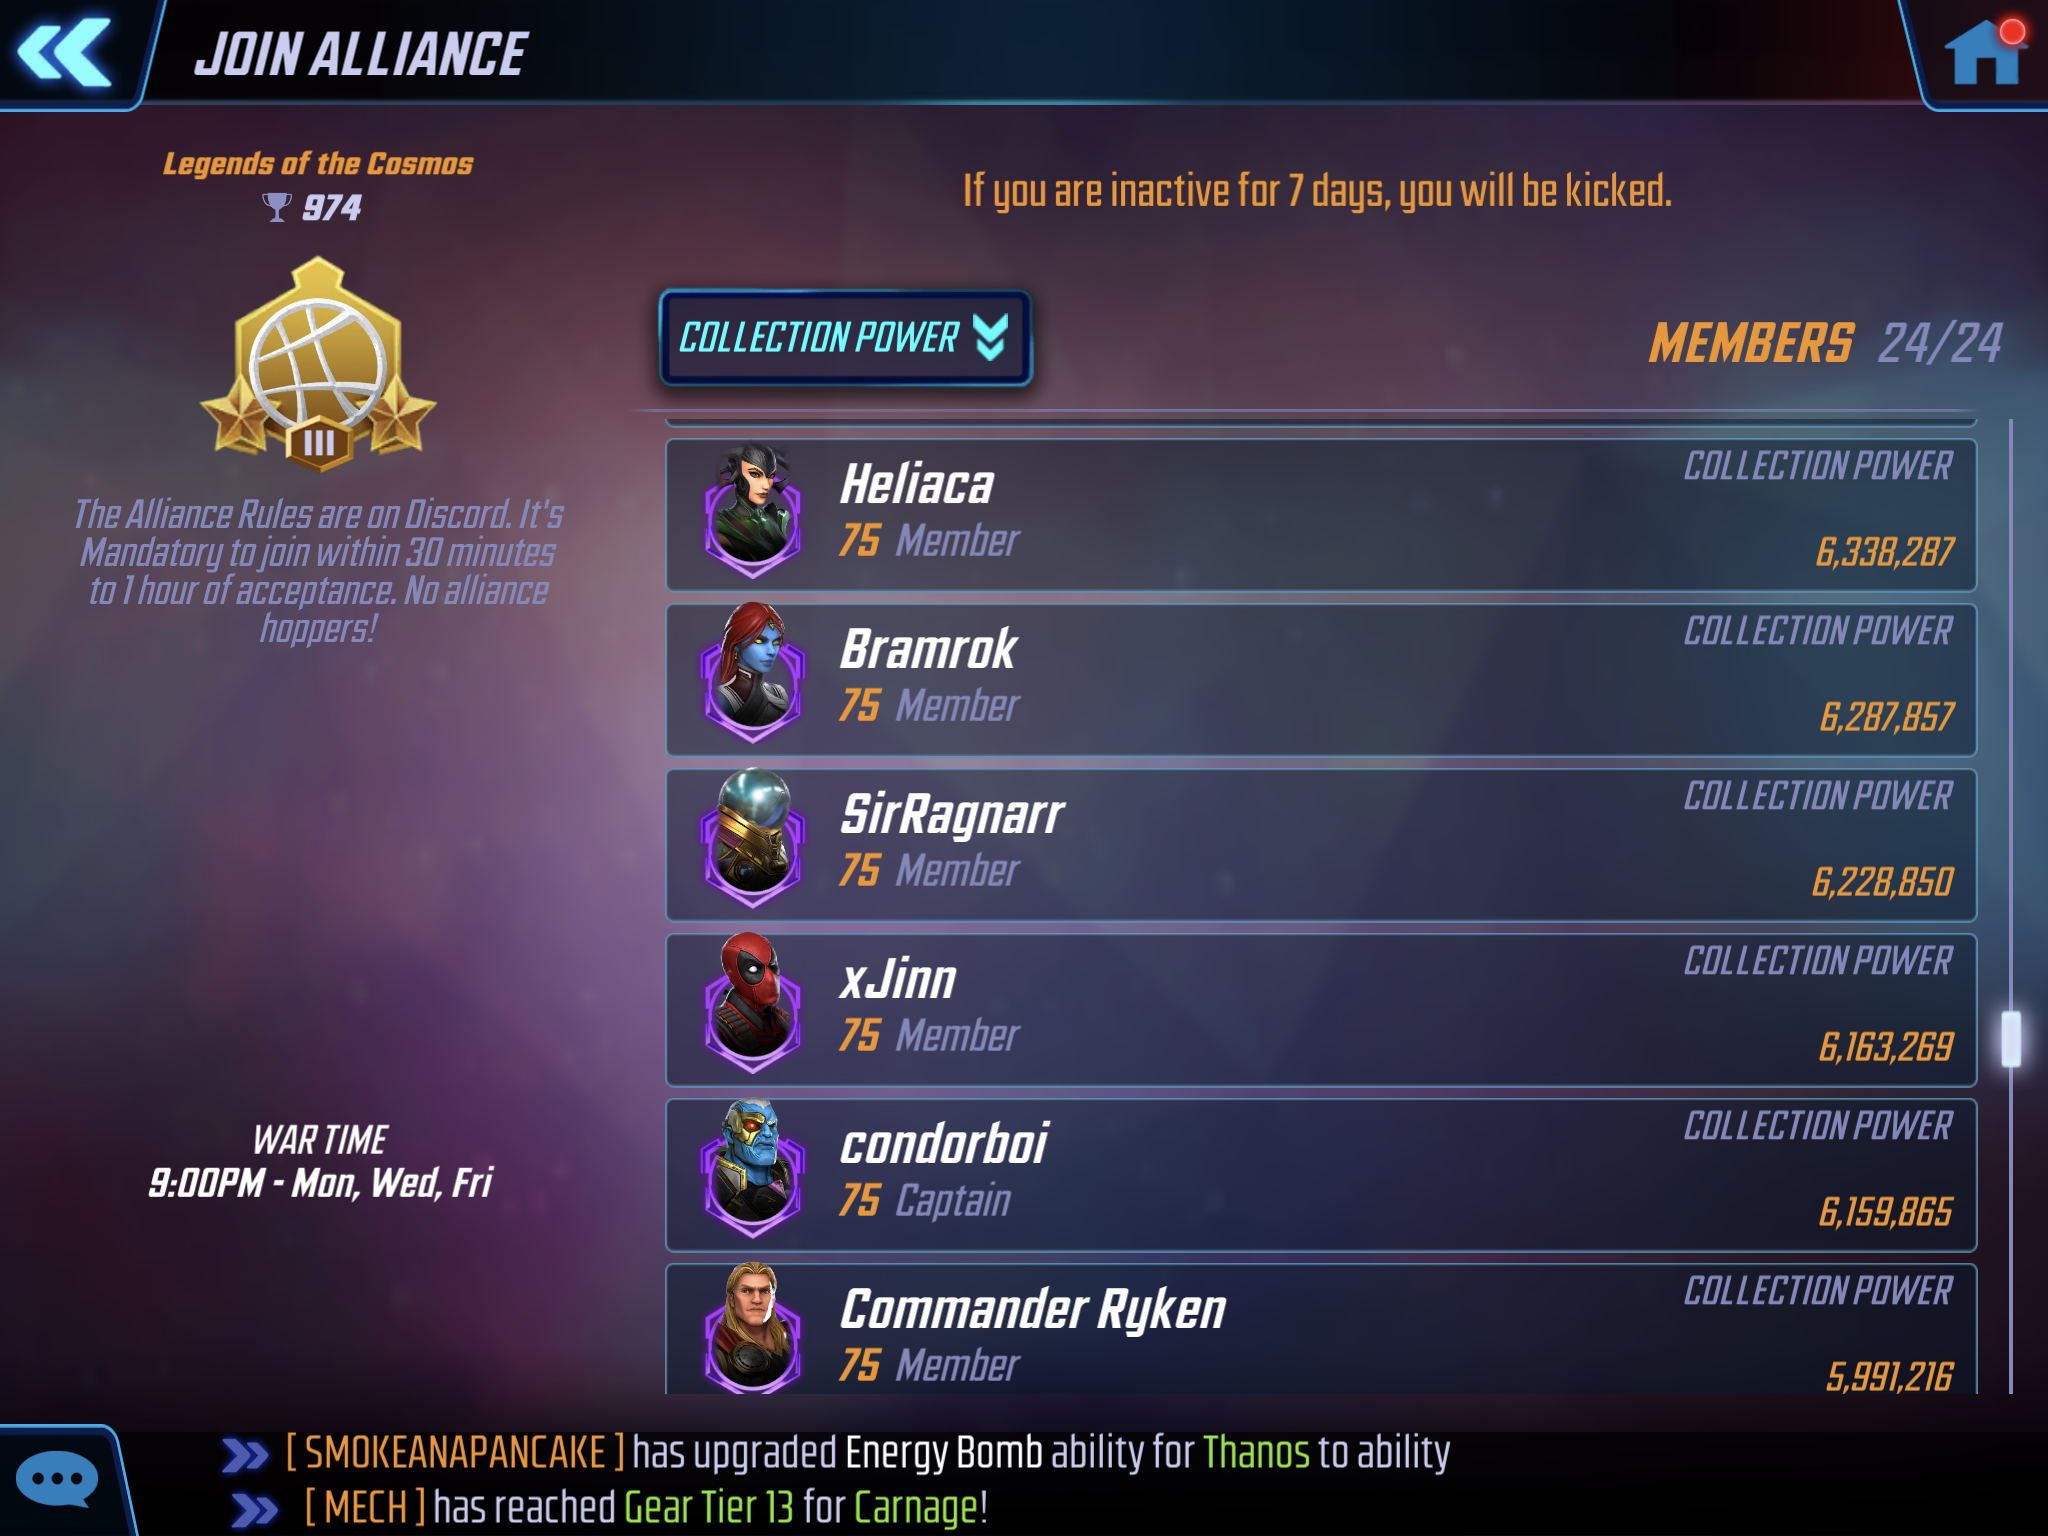 JOIN ALLIANCE
Legends of the Cosmos
974
III
The Alliance Rules are on Discord. It's
Mandatory to join within 30 minutes
to 1 hour of acceptance. No alliance
hoppers!
WAR TIME
9:00PM - Mon, Wed, Fri
If you are inactive for 7 days, you will be kicked.
COLLECTION POWER
MEMBERS 24/24
Heliaca
75 Member
COLLECTION POWER
6,338,287
Bramrok
75 Member
COLLECTION POWER
6,287,857
SirRagnarr
75 Member
COLLECTION POWER
6,228,850
xJinn
75 Member
COLLECTION POWER
6,163,269
condorboi
75 Captain
COLLECTION POWER
6,159,865
Commander Ryken
75 Member
COLLECTION POWER
5,991,216
[ SMOKEANAPANCAKE ] has upgraded Energy Bomb ability for Thanos to ability
[ MECH ] has reached Gear Tier 13 for Carnage!